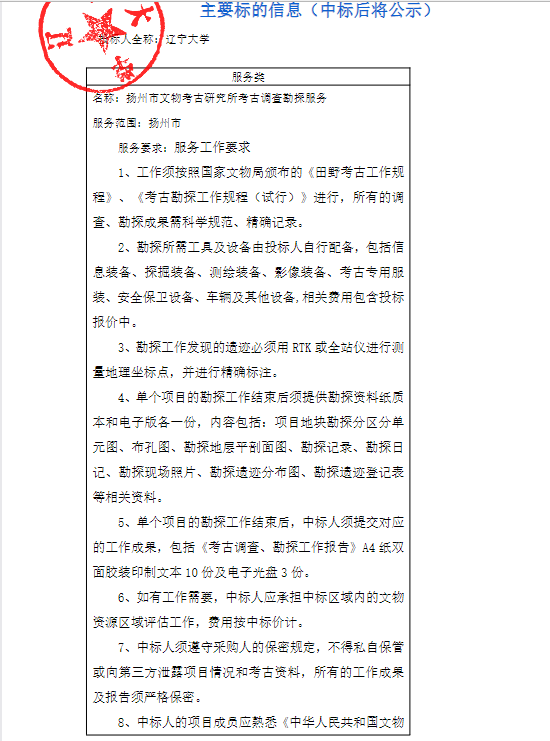 主要标的信息（中标后将公示）
标人全称：辽宁大学
服务类
名称：扬州市文物考古研究所考古调查勘探服务
服务范围：扬州市
服务要求：服务工作要求
1、工作须按照国家文物局颁布的《田野考古工作规
程》、《考古勘探工作规程（试行）》进行，所有的调
查、勘探成果需科学规范、精确记录。
2、勘探所需工具及设备由投标人自行配备，包括信
息装备、探掘装备、测绘装备、影像装备、考古专用服
装、安全保卫设备、车辆及其他设备,相关费用包含投标
报价中。
3、勘探工作发现的遗迹必须用 RTK 或全站仪进行测
量地理坐标点，并进行精确标注。
4、单个项目的勘探工作结束后须提供勘探资料纸质
本和电子版各一份，内容包括：项目地块勘探分区分单
元图、布孔图、勘探地层平剖面图、勘探记录、勘探日
记、勘探现场照片、勘探遗迹分布图、勘探遗迹登记表
等相关资料。
5、单个项目的勘探工作结束后，中标人须提交对应
的工作成果，包括《考古调查、勘探工作报告》A4 纸双
面胶装印制文本 10 份及电子光盘 3 份。
6、如有工作需要，中标人应承担中标区域内的文物
资源区域评估工作，费用按中标价计。
7、中标人须遵守采购人的保密规定，不得私自保管
或向第三方泄露项目情况和考古资料，所有的工作成果
及报告须严格保密。
8、中标人的项目成员应熟悉《中华人民共和国文物